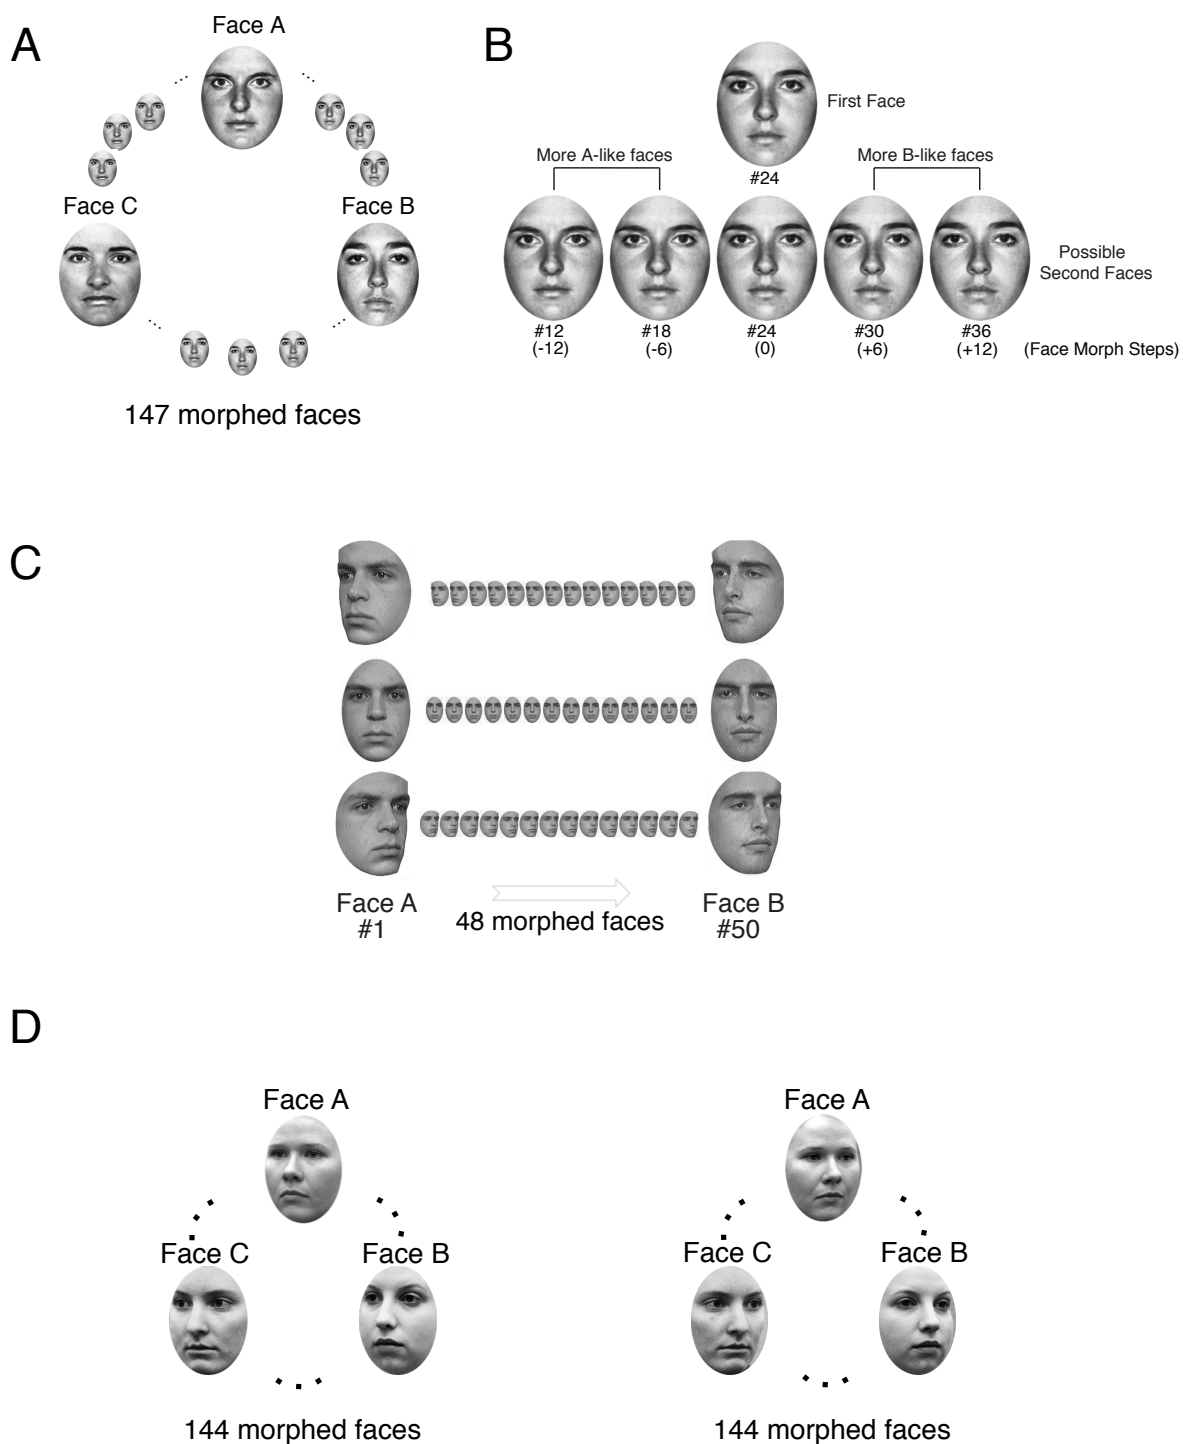 A
Face A
Face C
Face B
147 morphed faces
B
First Face
#24
More A-like faces
More B-like faces
Possible
Second Faces
#12
#18
#24
#30
#36
(-12)
(-6)
(0)
(+6)
(+12)
(Face Morph Steps)
C
Face A
#1
48 morphed faces
Face B
#50
D
Face A
Face C
Face B
144 morphed faces
Face A
Face C
Face B
144 morphed faces